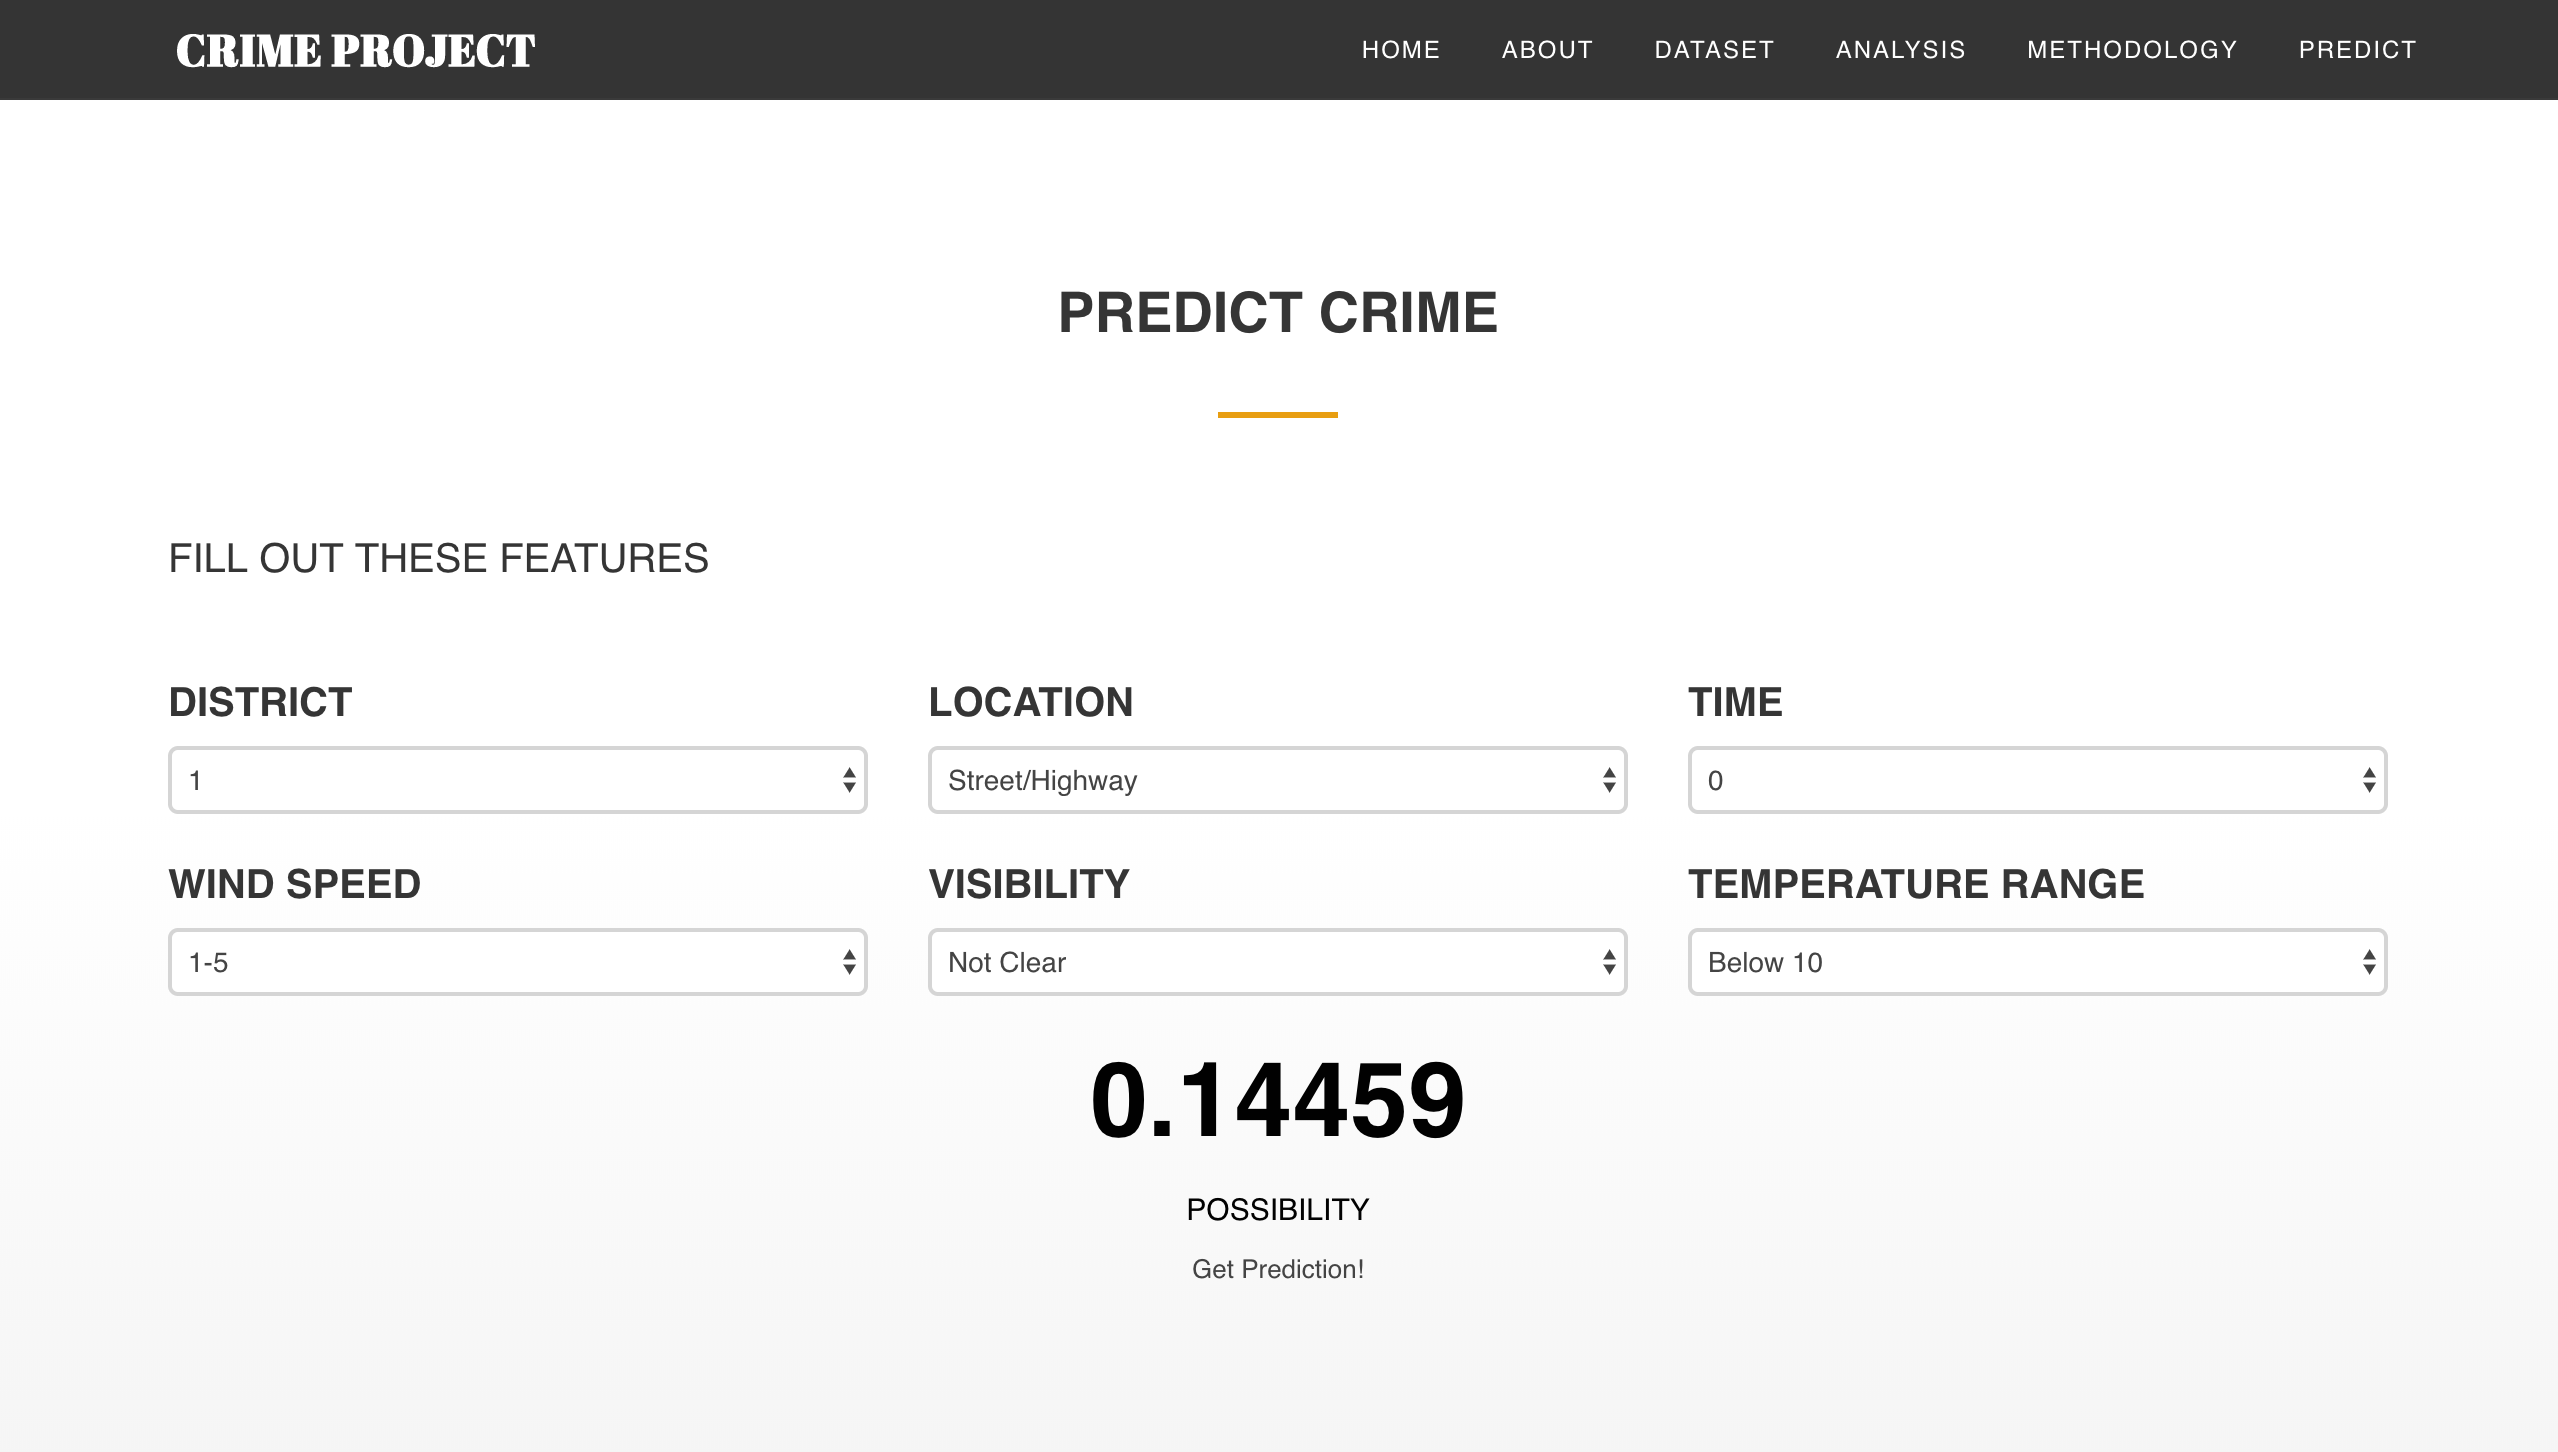 CRIME PROJECT
HOME ABOUT DATASET ANALYSIS METHODOLOGY PREDICT
PREDICT CRIME
FILL OUT THESE FEATURES
DISTRICT LOCATION TIME
1 Street/Highway 0
WIND SPEED VISIBILITY TEMPERATURE RANGE
1-5 Not Clear Below 10
0.14459
POSSIBILITY
Get Prediction!